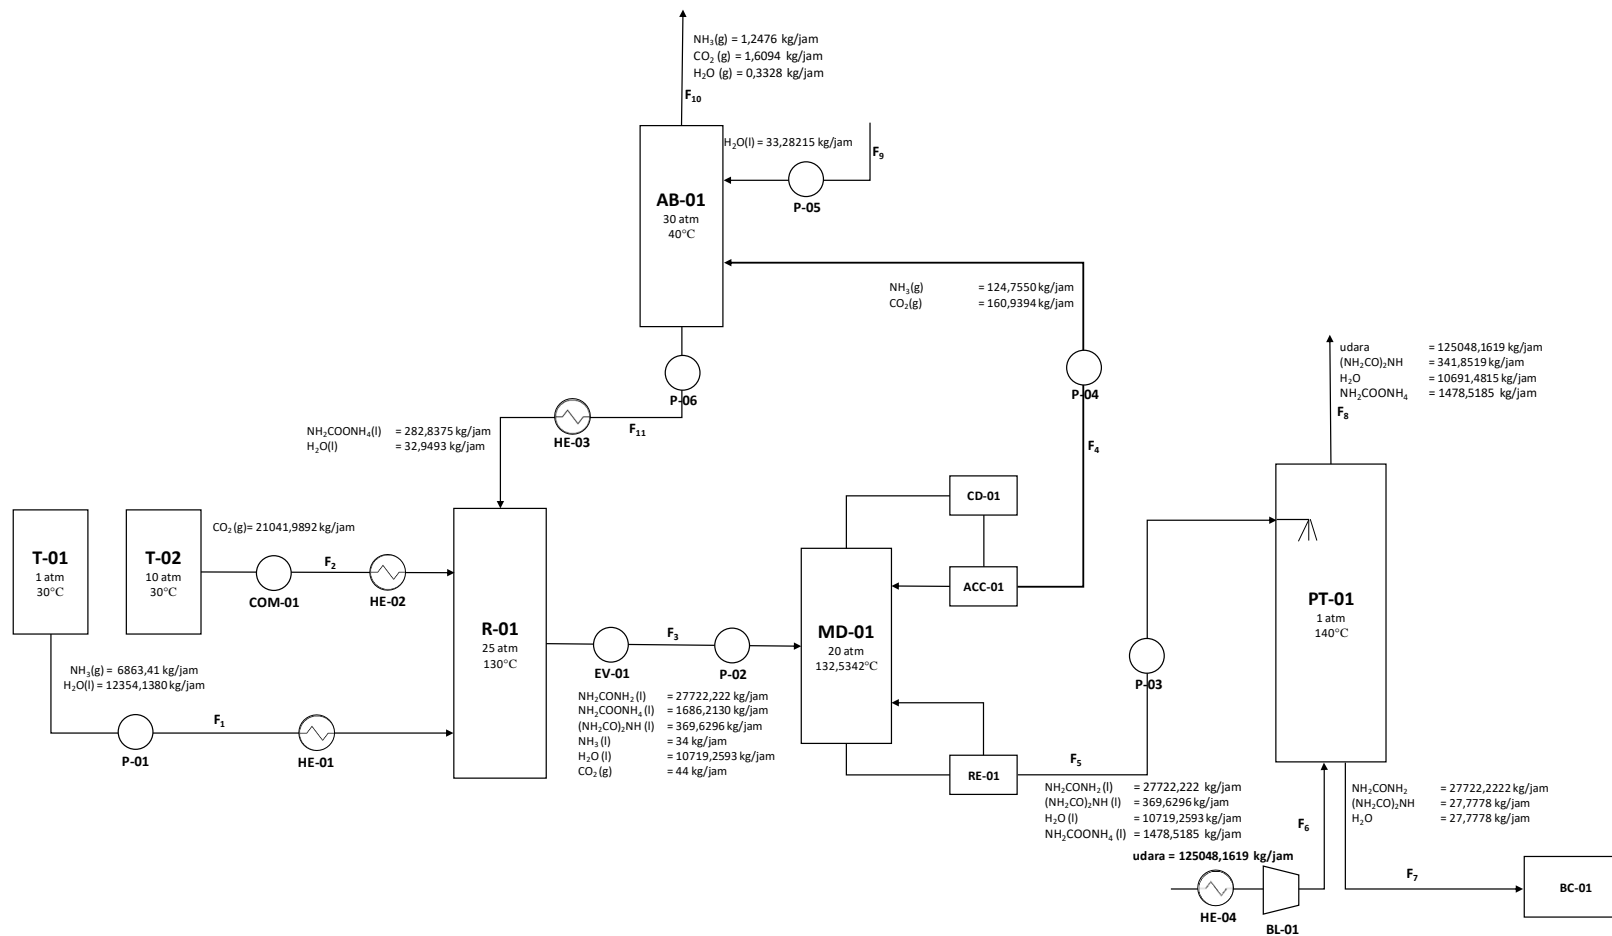 NH₃(g) = 1,2476 kg/jam
CO₂ (g) = 1,6094 kg/jam
H₂O (g) = 0,3328 kg/jam
F₁₀
H₂O(l) = 33,28215 kg/jam
F₉
AB-01
30 atm
40°C
P-05
NH₃(g) = 124,7550 kg/jam
CO₂(g) = 160,9394 kg/jam
udara = 125048,1619 kg/jam
(NH₂CO)₂NH = 341,8519 kg/jam
H₂O = 10691,4815 kg/jam
NH₂COONH₄ = 1478,5185 kg/jam
F₈
P-06
P-04
HE-03
F₁₁
NH₂COONH₄(l) = 282,8375 kg/jam
H₂O(l) = 32,9493 kg/jam
F₄
CD-01
T-01
1 atm
30°C
T-02
10 atm
30°C
CO₂ (g)= 21041,9892 kg/jam
F₂
COM-01
HE-02
ACC-01
PT-01
1 atm
140°C
R-01
25 atm
130°C
EV-01
F₃
P-02
MD-01
20 atm
132,5342°C
P-03
NH₃(g) = 6863,41 kg/jam
H₂O(l) = 12354,1380 kg/jam
F₁
P-01
HE-01
NH₂CONH₂ (l) = 27722,222 kg/jam
NH₂COONH₄ (l) = 1686,2130 kg/jam
(NH₂CO)₂NH (l) = 369,6296 kg/jam
NH₃ (l) = 34 kg/jam
H₂O (l) = 10719,2593 kg/jam
CO₂ (g) = 44 kg/jam
RE-01
F₅
NH₂CONH₂ (l) = 27722,222 kg/jam
(NH₂CO)₂NH (l) = 369,6296 kg/jam
H₂O (l) = 10719,2593 kg/jam
NH₂COONH₄ (l) = 1478,5185 kg/jam
NH₂CONH₂ = 27722,2222 kg/jam
(NH₂CO)₂NH = 27,7778 kg/jam
H₂O = 27,7778 kg/jam
F₆
udara = 125048,1619 kg/jam
HE-04
BL-01
F₇
BC-01